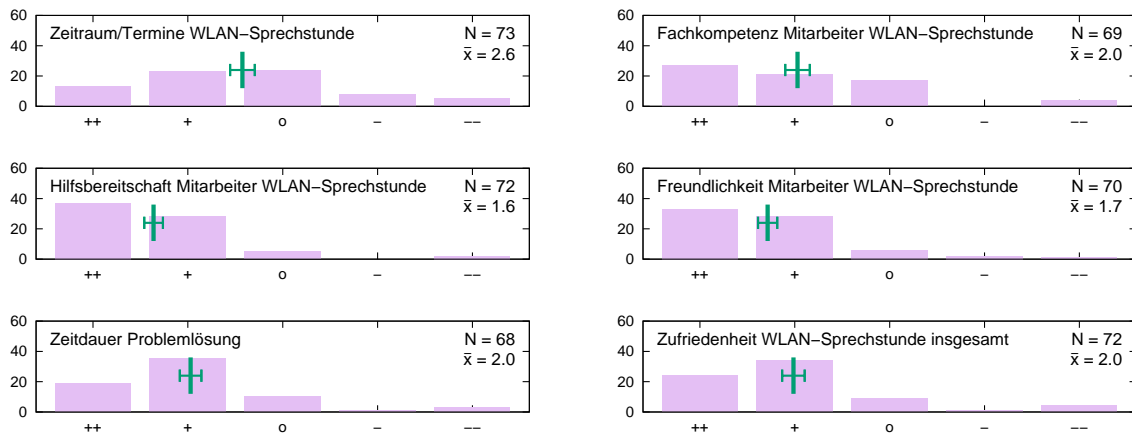 60
Zeitraum/Termine WLAN−Sprechstunde
N = 73
40
x̄ = 2.6
20
0
++ + o − −−
60
Fachkompetenz Mitarbeiter WLAN−Sprechstunde
N = 69
40
x̄ = 2.0
20
0
++ + o − −−
60
Hilfsbereitschaft Mitarbeiter WLAN−Sprechstunde
N = 72
40
x̄ = 1.6
20
0
++ + o − −−
60
Freundlichkeit Mitarbeiter WLAN−Sprechstunde
N = 70
40
x̄ = 1.7
20
0
++ + o − −−
60
Zeitdauer Problemlösung
N = 68
40
x̄ = 2.0
20
0
++ + o − −−
60
Zufriedenheit WLAN−Sprechstunde insgesamt
N = 72
40
x̄ = 2.0
20
0
++ + o − −−